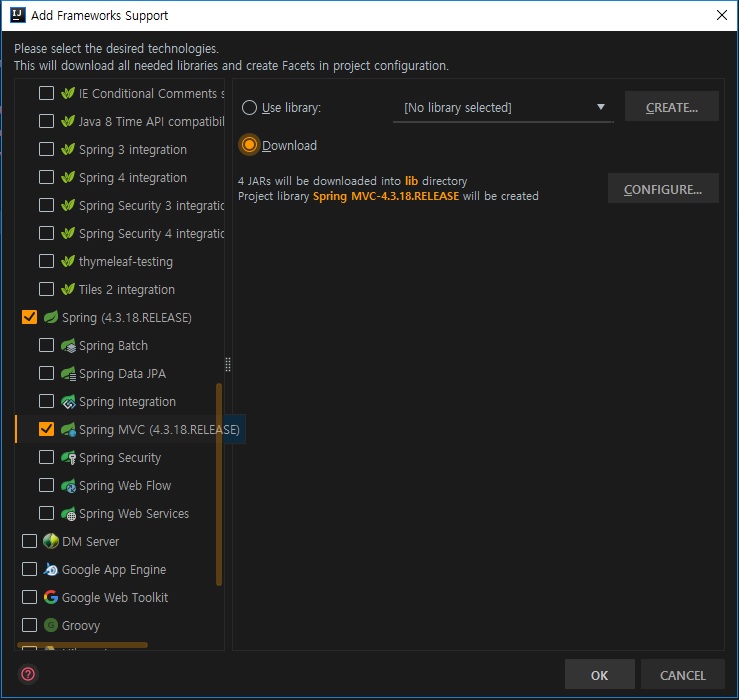 Add Frameworks Support
Please select the desired technologies.
This will download all needed libraries and create Facets in project configuration.
IE Conditional Comments s
Java 8 Time API compatibil
Spring 3 integration
Spring 4 integration
Spring Security 3 integratic
Spring Security 4 integratic
thymeleaf-testing
Tiles 2 integration
Spring (4.3.18.RELEASE)
Spring Batch
Spring Data JPA
Spring Integration
Spring MVC (4.3.18.RELEASE)
Spring Security
Spring Web Flow
Spring Web Services
DM Server
Google App Engine
Google Web Toolkit
Groovy
Use library:
[No library selected]
CREATE...
Download
4 JARs will be downloaded into lib directory
Project library Spring MVC-4.3.18.RELEASE will be created
CONFIGURE...
OK
CANCEL